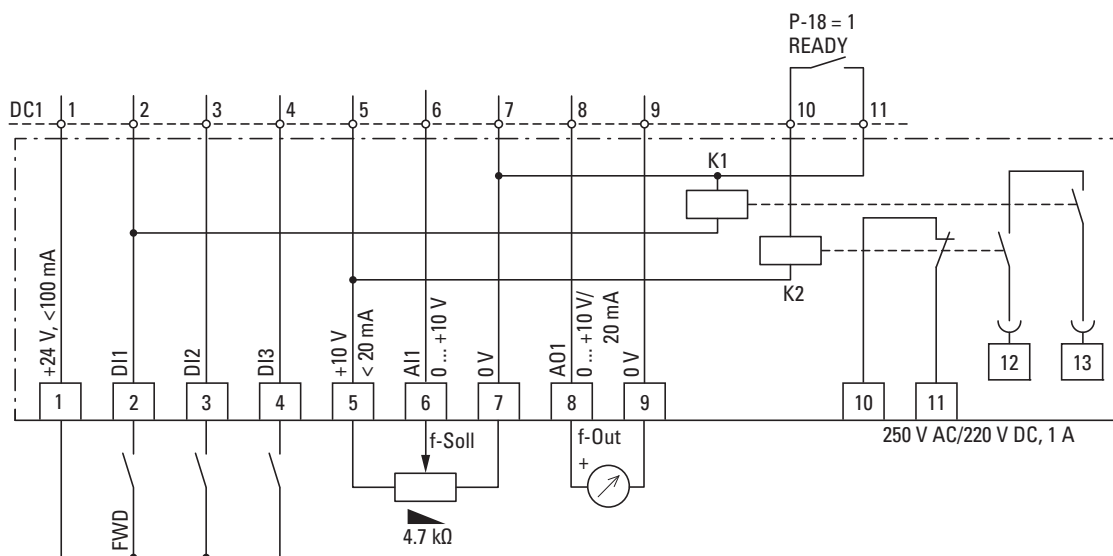 P-18 = 1
READY
DC1 1 2 3 4 5 6 7 8 9 10 11
K1
K2
+24 V, <100 mA
DI1
DI2
DI3
+10 V
< 20 mA
AI1
0 ... +10 V
0 V
AO1
0 ... +10 V/
20 mA
0 V
12 13
1 2 3 4 5 6 7 8 9 10 11
250 V AC/220 V DC, 1 A
f-Soll
f-Out
+
FWD
4.7 kΩ